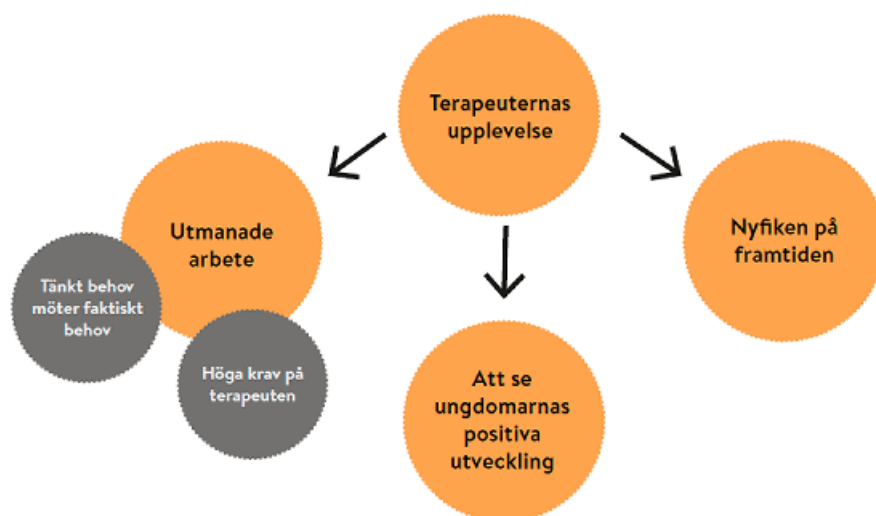 Terapeuternas
upplevelse
Utmanade
arbete
Nyfiken på
framtiden
Tänkt behov
möter faktiskt
behov
Höga krav på
terapeuten
Att se
ungdomarnas
positiva
utveckling